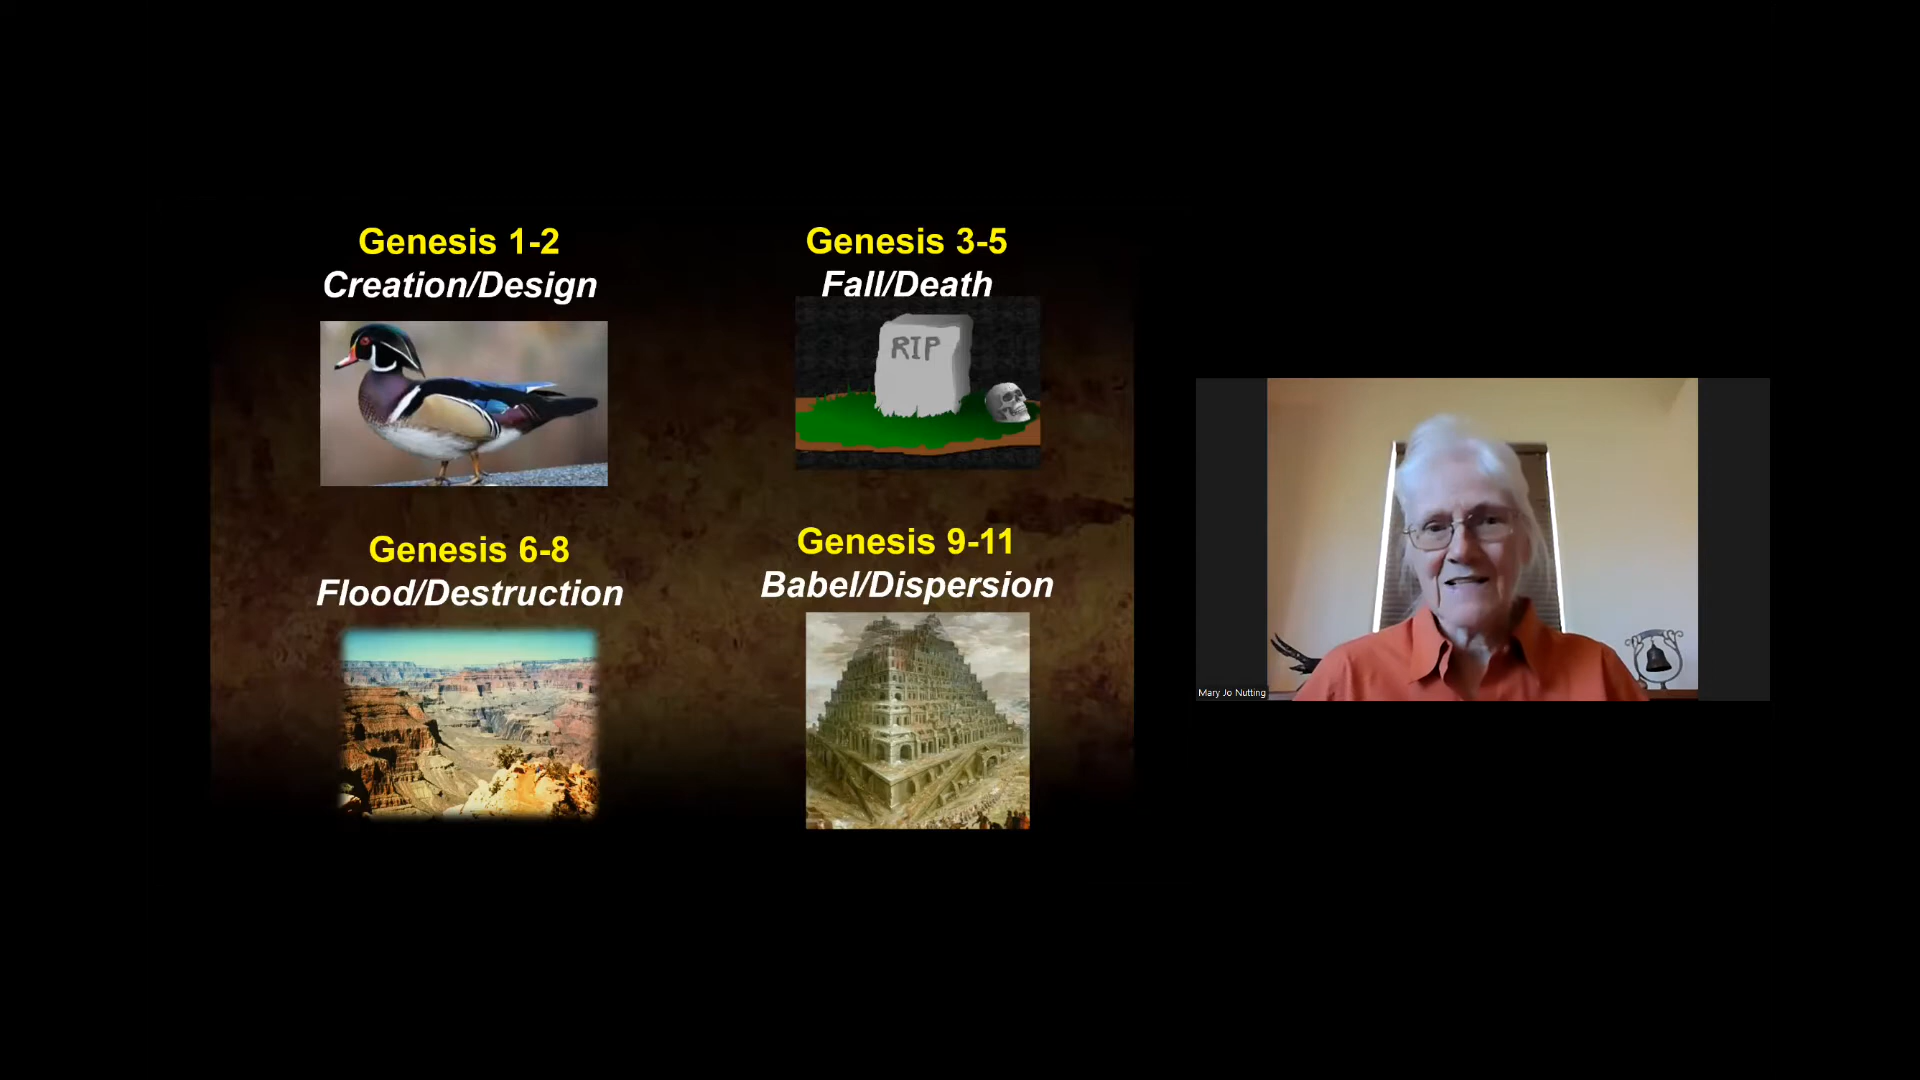 Genesis 1-2
Creation/Design
Genesis 3-5
Fall/Death
RIP
Genesis 6-8
Flood/Destruction
Genesis 9-11
Babel/Dispersion
Mary Jo Nutting